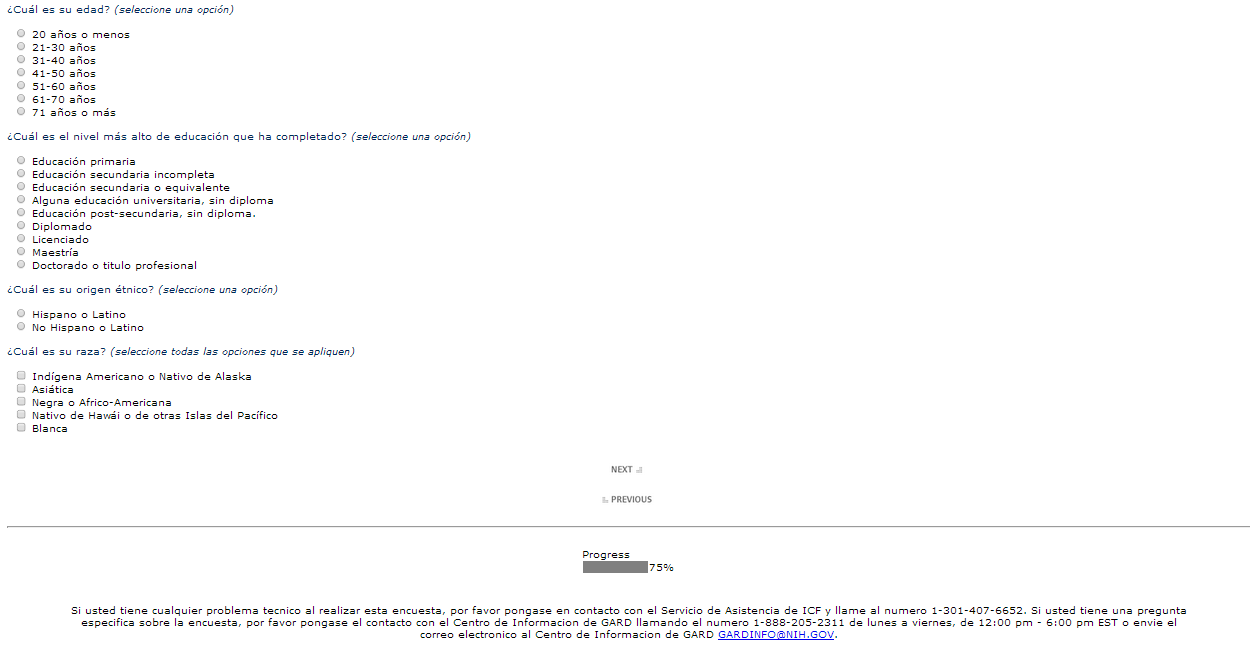 ¿Cuál es su edad? (seleccione una opción)
20 años o menos
21-30 años
31-40 años
41-50 años
51-60 años
61-70 años
71 años o más
¿Cuál es el nivel más alto de educación que ha completado? (seleccione una opción)
Educación primaria
Educación secundaria incompleta
Educación secundaria o equivalente
Alguna educación universitaria, sin diploma
Educación post-secundaria, sin diploma.
Diplomado
Licenciado
Maestría
Doctorado o titulo profesional
¿Cuál es su origen étnico? (seleccione una opción)
Hispano o Latino
No Hispano o Latino
¿Cuál es su raza? (seleccione todas las opciones que se apliquen)
Indígena Americano o Nativo de Alaska
Asiática
Negra o Africo-Americana
Nativo de Hawái o de otras Islas del Pacífico
Blanca
NEXT
PREVIOUS
Progress
75%
Si usted tiene cualquier problema tecnico al realizar esta encuesta, por favor pongase en contacto con el Servicio de Asistencia de ICF y llame al numero 1-301-407-6652. Si usted tiene una pregunta
especifica sobre la encuesta, por favor pongase el contacto con el Centro de Informacion de GARD llamando el numero 1-888-205-2311 de lunes a viernes, de 12:00 pm - 6:00 pm EST o envie el
correo electronico al Centro de Informacion de GARD GARDINFO@NIH.GOV.